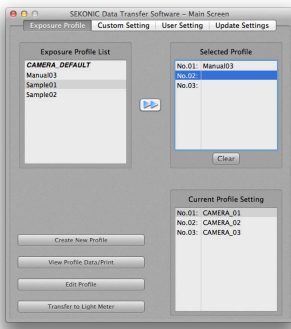 SEKONIC Data Transfer Software – Main Screen
Exposure Profile Custom Setting User Setting Update Settings
Exposure Profile List
CAMERA_DEFAULT
Manual03
Sample01
Sample02
Selected Profile
No.01: Manual03
No.02:
No.03:
Clear
Current Profile Setting
No.01: CAMERA_01
No.02: CAMERA_02
No.03: CAMERA_03
Create New Profile
View Profile Data/Print
Edit Profile
Transfer to Light Meter